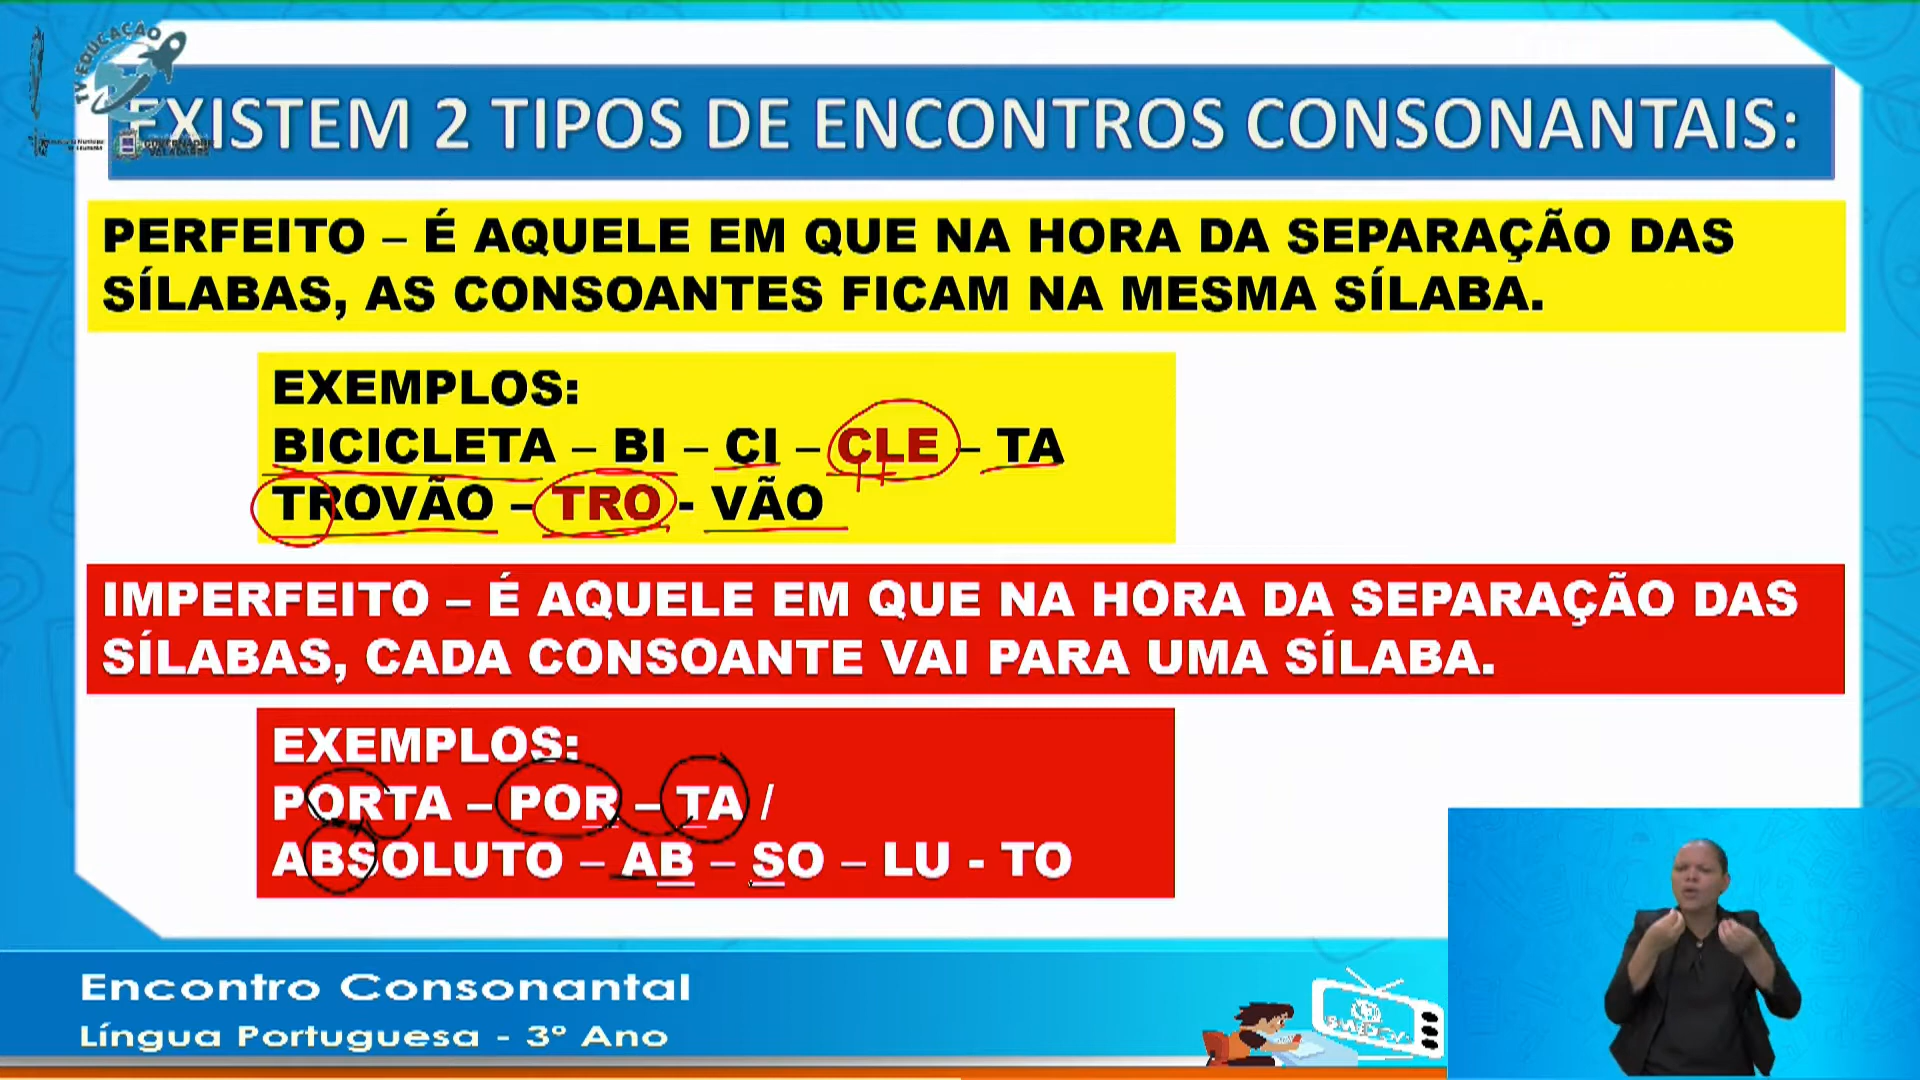 TV EDUCAÇÃO
GOVERNADOR
VALADARES
EXISTEM 2 TIPOS DE ENCONTROS CONSONANTAIS:
PERFEITO – É AQUELE EM QUE NA HORA DA SEPARAÇÃO DAS
SÍLABAS, AS CONSOANTES FICAM NA MESMA SÍLABA.
EXEMPLOS:
BICICLETA – BI – CI – CLE – TA
TROVÃO – TRO - VÃO
IMPERFEITO – É AQUELE EM QUE NA HORA DA SEPARAÇÃO DAS
SÍLABAS, CADA CONSOANTE VAI PARA UMA SÍLABA.
EXEMPLOS:
PORTA – POR – TA /
ABSOLUTO – AB – SO – LU - TO
Encontro Consonantal
Língua Portuguesa - 3º Ano